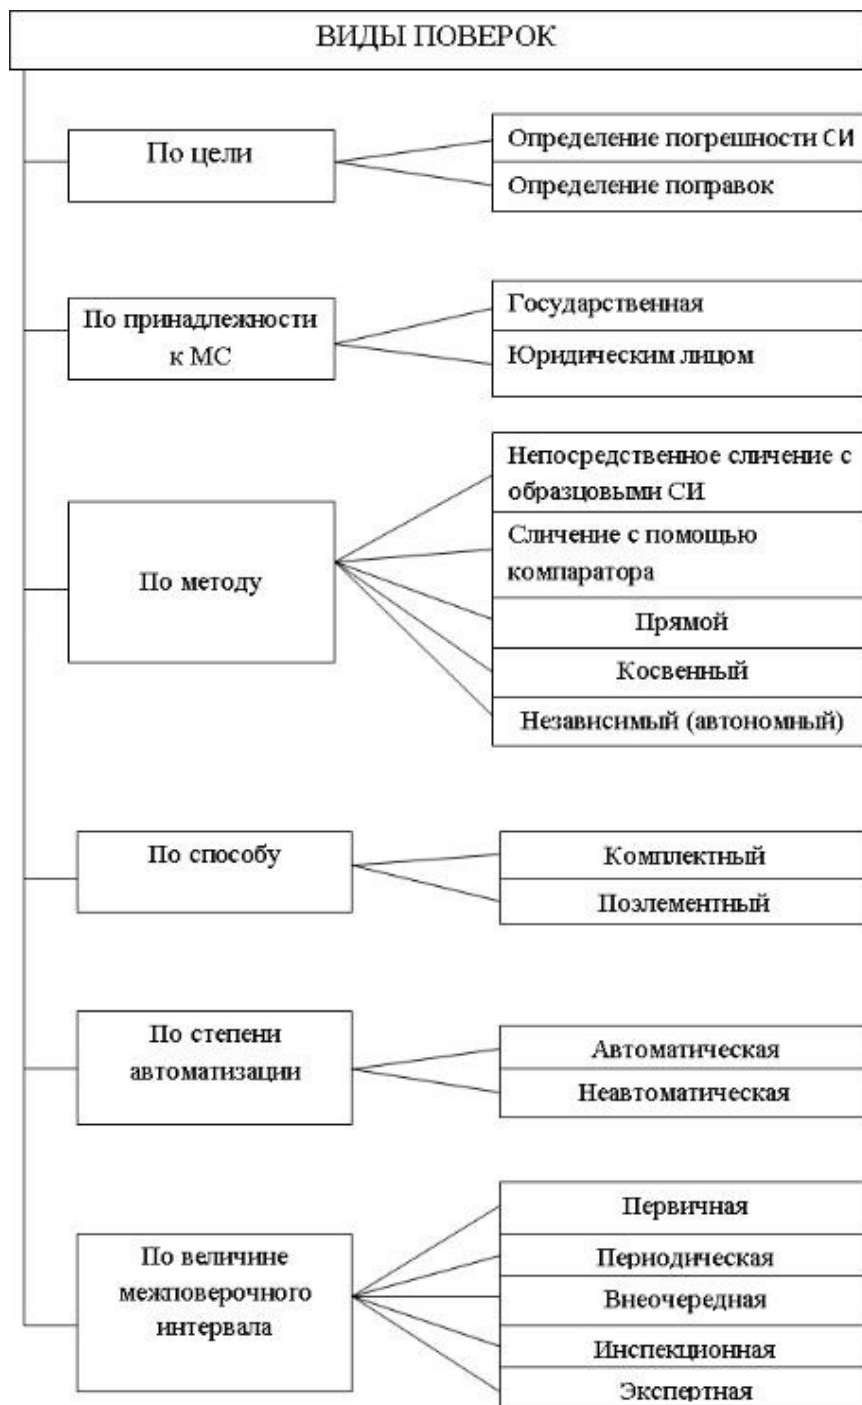 ВИДЫ ПОВЕРОК
По цели
Определение погрешности СИ
Определение поправок
По принадлежности
к МС
Государственная
Юридическим лицом
По методу
Непосредственное сличение с
образцовыми СИ
Сличение с помощью
компаратора
Прямой
Косвенный
Независимый (автономный)
По способу
Комплектный
Поэлементный
По степени
автоматизации
Автоматическая
Неавтоматическая
По величине
межповерочного
интервала
Первичная
Периодическая
Внеочередная
Инспекционная
Экспертная